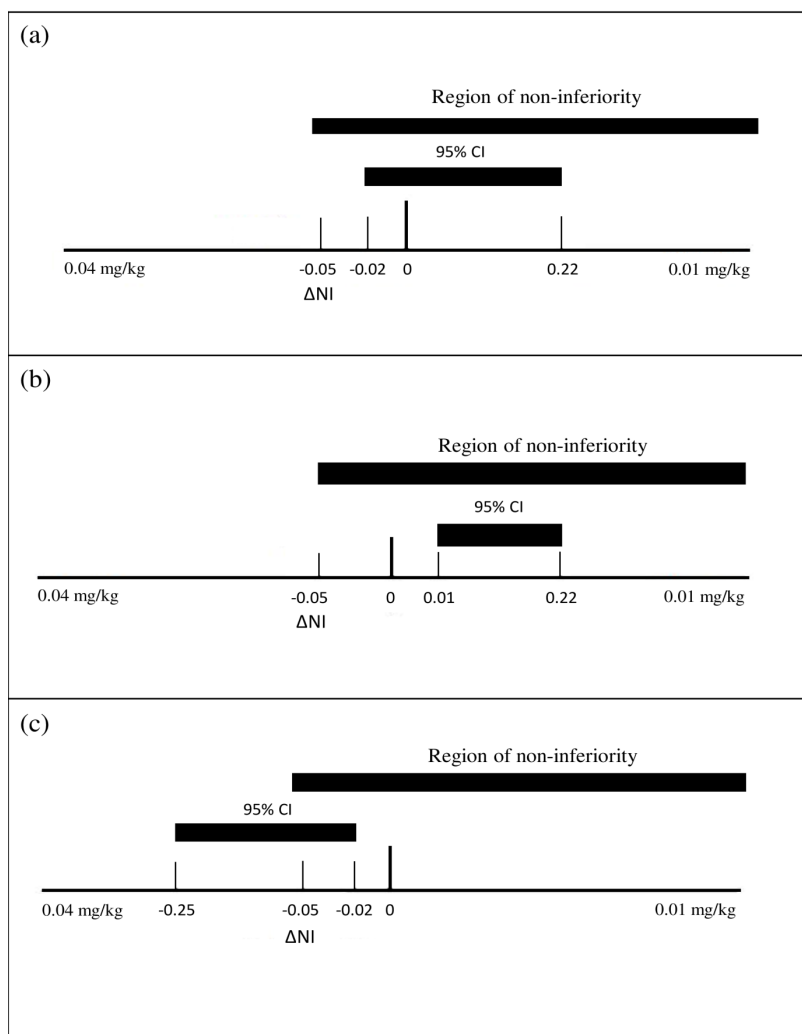 (a)
Region of non-inferiority
95% CI
0.04 mg/kg -0.05 -0.02 0 0.22 0.01 mg/kg
ΔNI
(b)
Region of non-inferiority
95% CI
0.04 mg/kg -0.05 0 0.01 0.22 0.01 mg/kg
ΔNI
(c)
Region of non-inferiority
95% CI
0.04 mg/kg -0.25 -0.05 -0.02 0 0.01 mg/kg
ΔNI